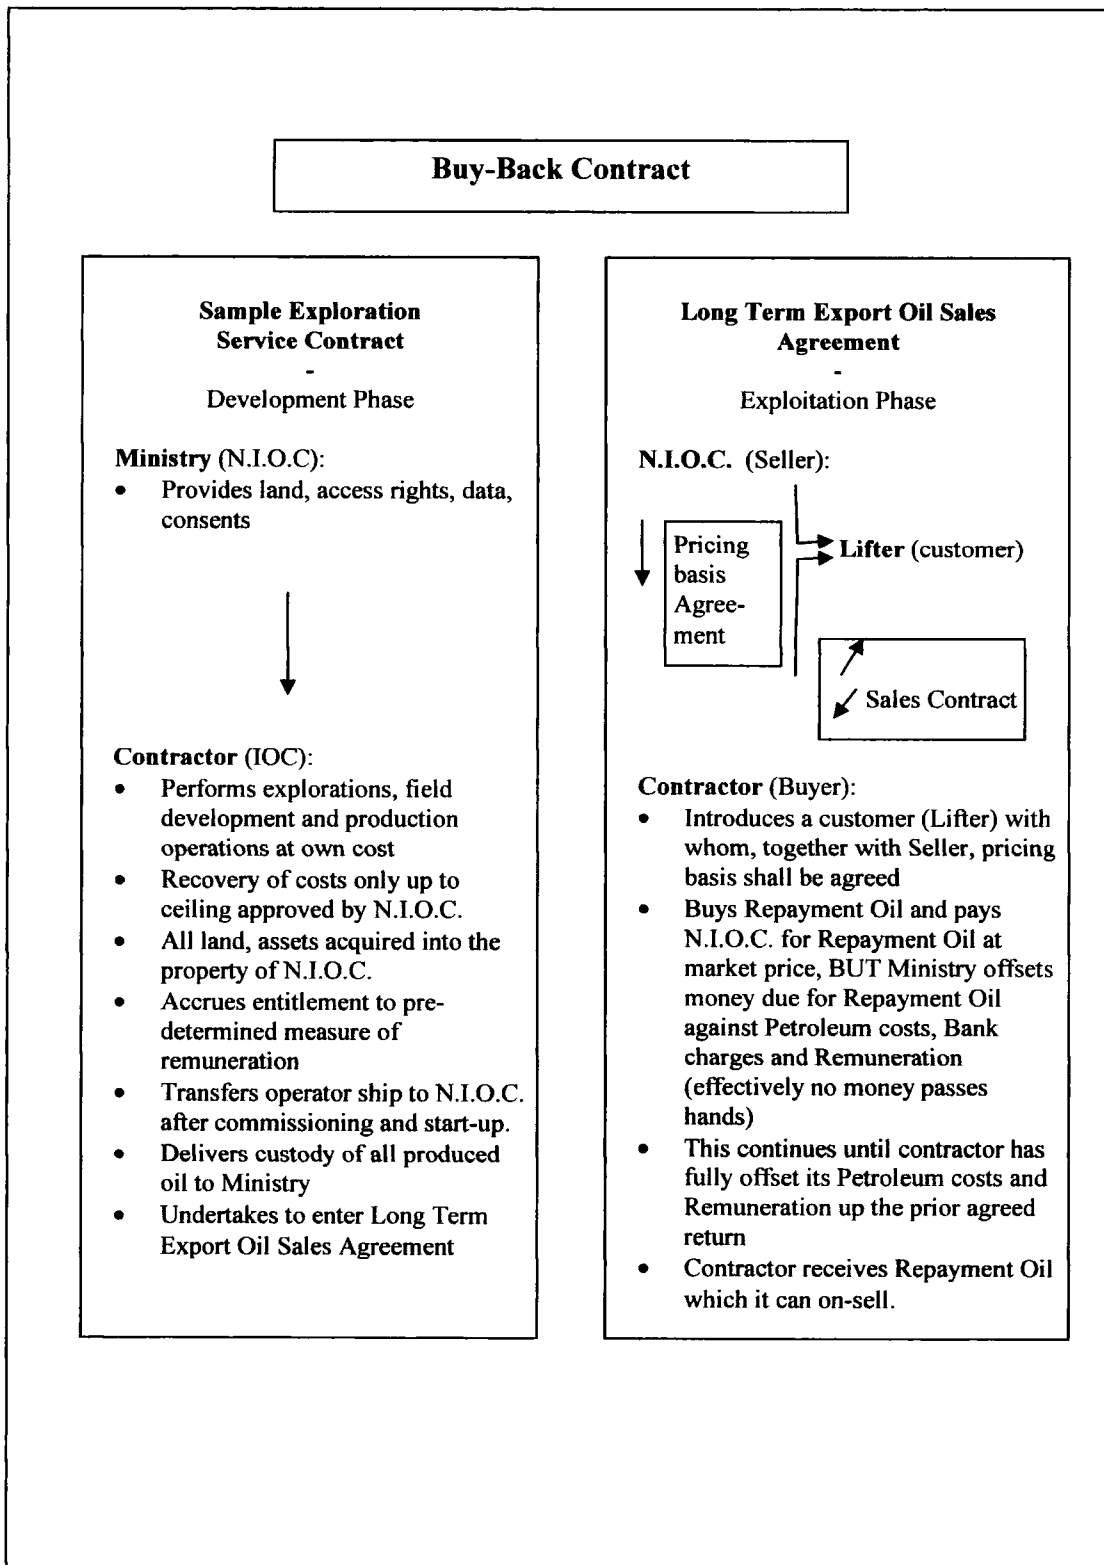 Buy-Back Contract
Sample Exploration
Service Contract
-
Development Phase
Ministry (N.I.O.C):
• Provides land, access rights, data,
consents
Contractor (IOC):
• Performs explorations, field
development and production
operations at own cost
• Recovery of costs only up to
ceiling approved by N.I.O.C.
• All land, assets acquired into the
property of N.I.O.C.
• Accrues entitlement to pre-
determined measure of
remuneration
• Transfers operator ship to N.I.O.C.
after commissioning and start-up.
• Delivers custody of all produced
oil to Ministry
• Undertakes to enter Long Term
Export Oil Sales Agreement
Long Term Export Oil Sales
Agreement
-
Exploitation Phase
N.I.O.C. (Seller):
Pricing
basis
Agree-
ment
Lifter (customer)
Sales Contract
Contractor (Buyer):
• Introduces a customer (Lifter) with
whom, together with Seller, pricing
basis shall be agreed
• Buys Repayment Oil and pays
N.I.O.C. for Repayment Oil at
market price, BUT Ministry offsets
money due for Repayment Oil
against Petroleum costs, Bank
charges and Remuneration
(effectively no money passes
hands)
• This continues until contractor has
fully offset its Petroleum costs and
Remuneration up the prior agreed
return
• Contractor receives Repayment Oil
which it can on-sell.